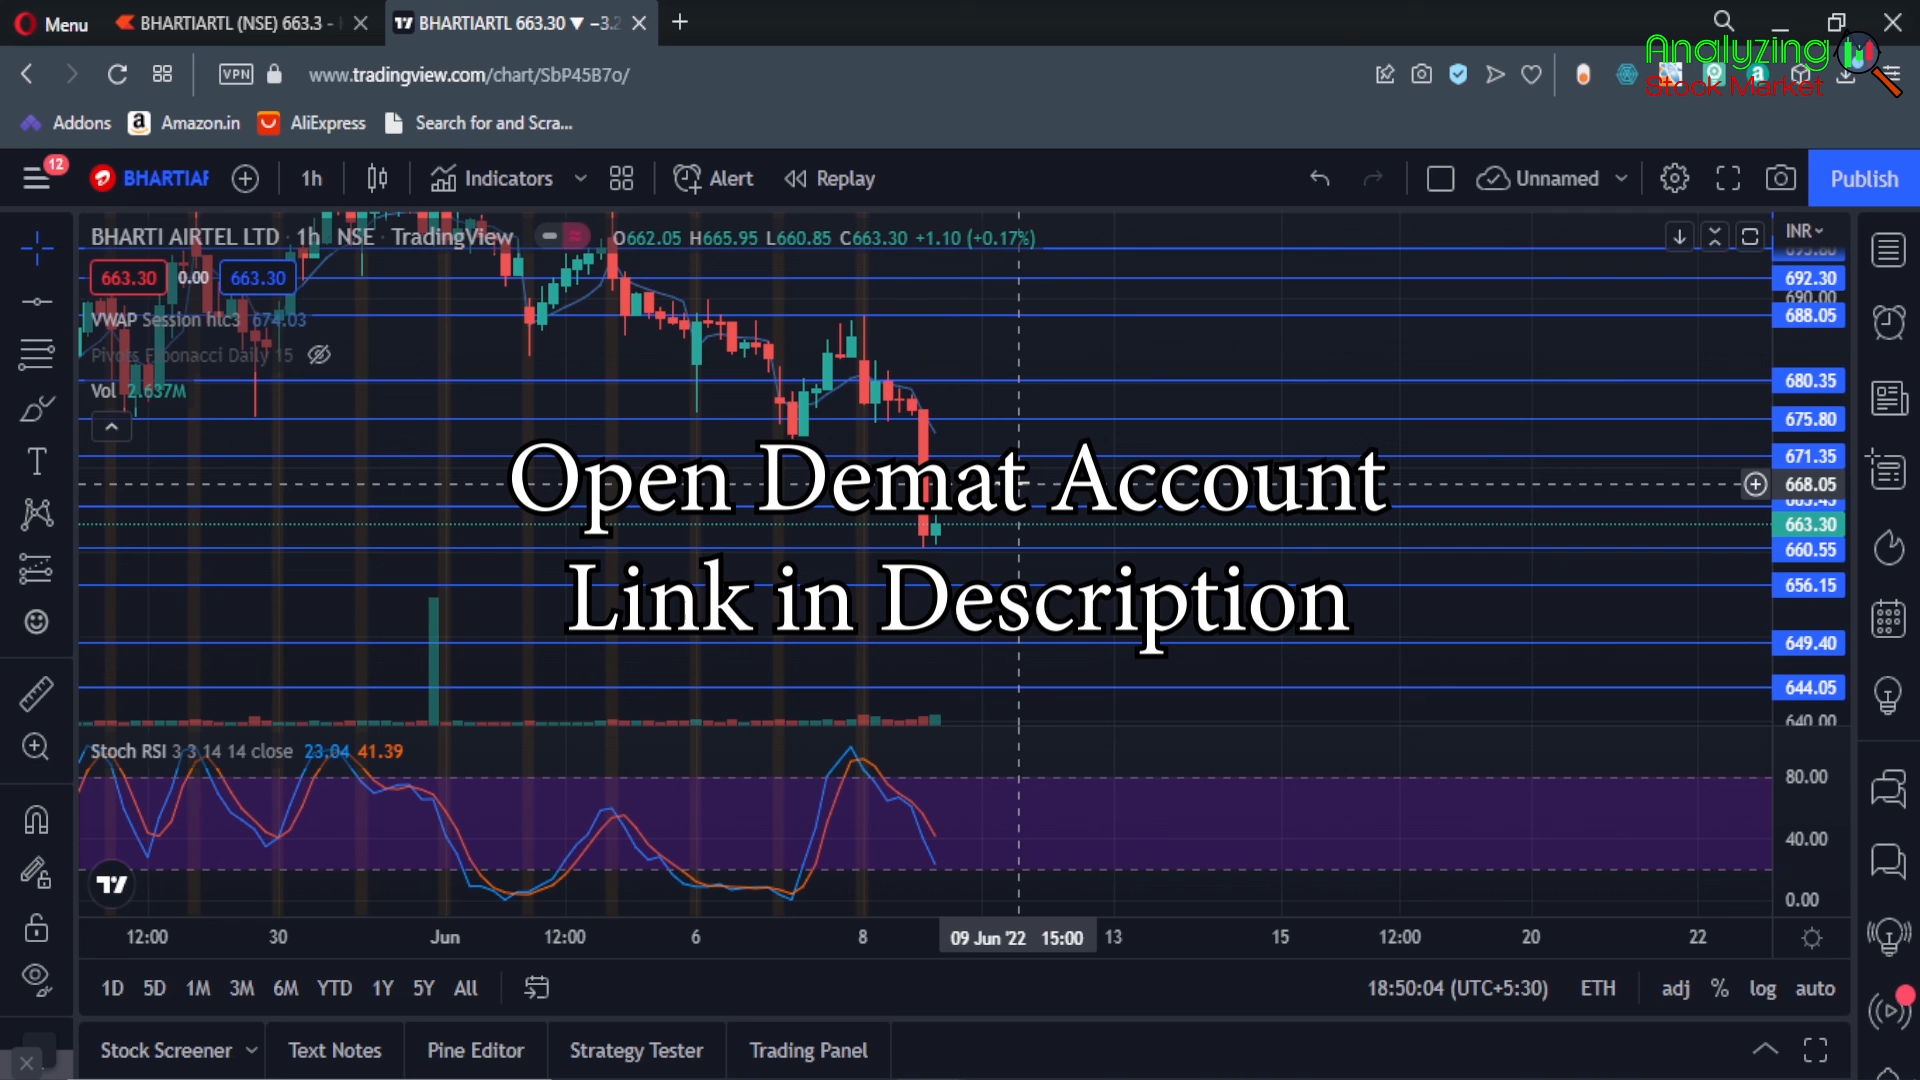 Menu
BHARTIARTL (NSE) 663.3 -
BHARTIARTL 663.30 ▼ −3.2
VPN
www.tradingview.com/chart/SbP45B7o/
Analyzing
Stock Market
Addons
Amazon.in
AliExpress
Search for and Scra...
12
BHARTIAR
1h
Indicators
Alert
Replay
Unnamed
Publish
BHARTI AIRTEL LTD · 1h · NSE · TradingView
O662.05 H665.95 L660.85 C663.30 +1.10 (+0.17%)
INR
663.30
0.00
663.30
692.30
690.00
688.05
VWAP Session hlc3 674.03
Pivots Fibonacci Daily 15
Vol 2.637M
680.35
675.80
671.35
668.05
663.30
660.55
656.15
649.40
644.05
640.00
Open Demat Account
Link in Description
Stoch RSI 3 3 14 14 close 23.04 41.39
80.00
40.00
0.00
12:00
30
Jun
12:00
6
8
09 Jun '22 15:00
13
15
12:00
20
22
1D 5D 1M 3M 6M YTD 1Y 5Y All
18:50:04 (UTC+5:30)
ETH
adj
%
log
auto
Stock Screener
Text Notes
Pine Editor
Strategy Tester
Trading Panel